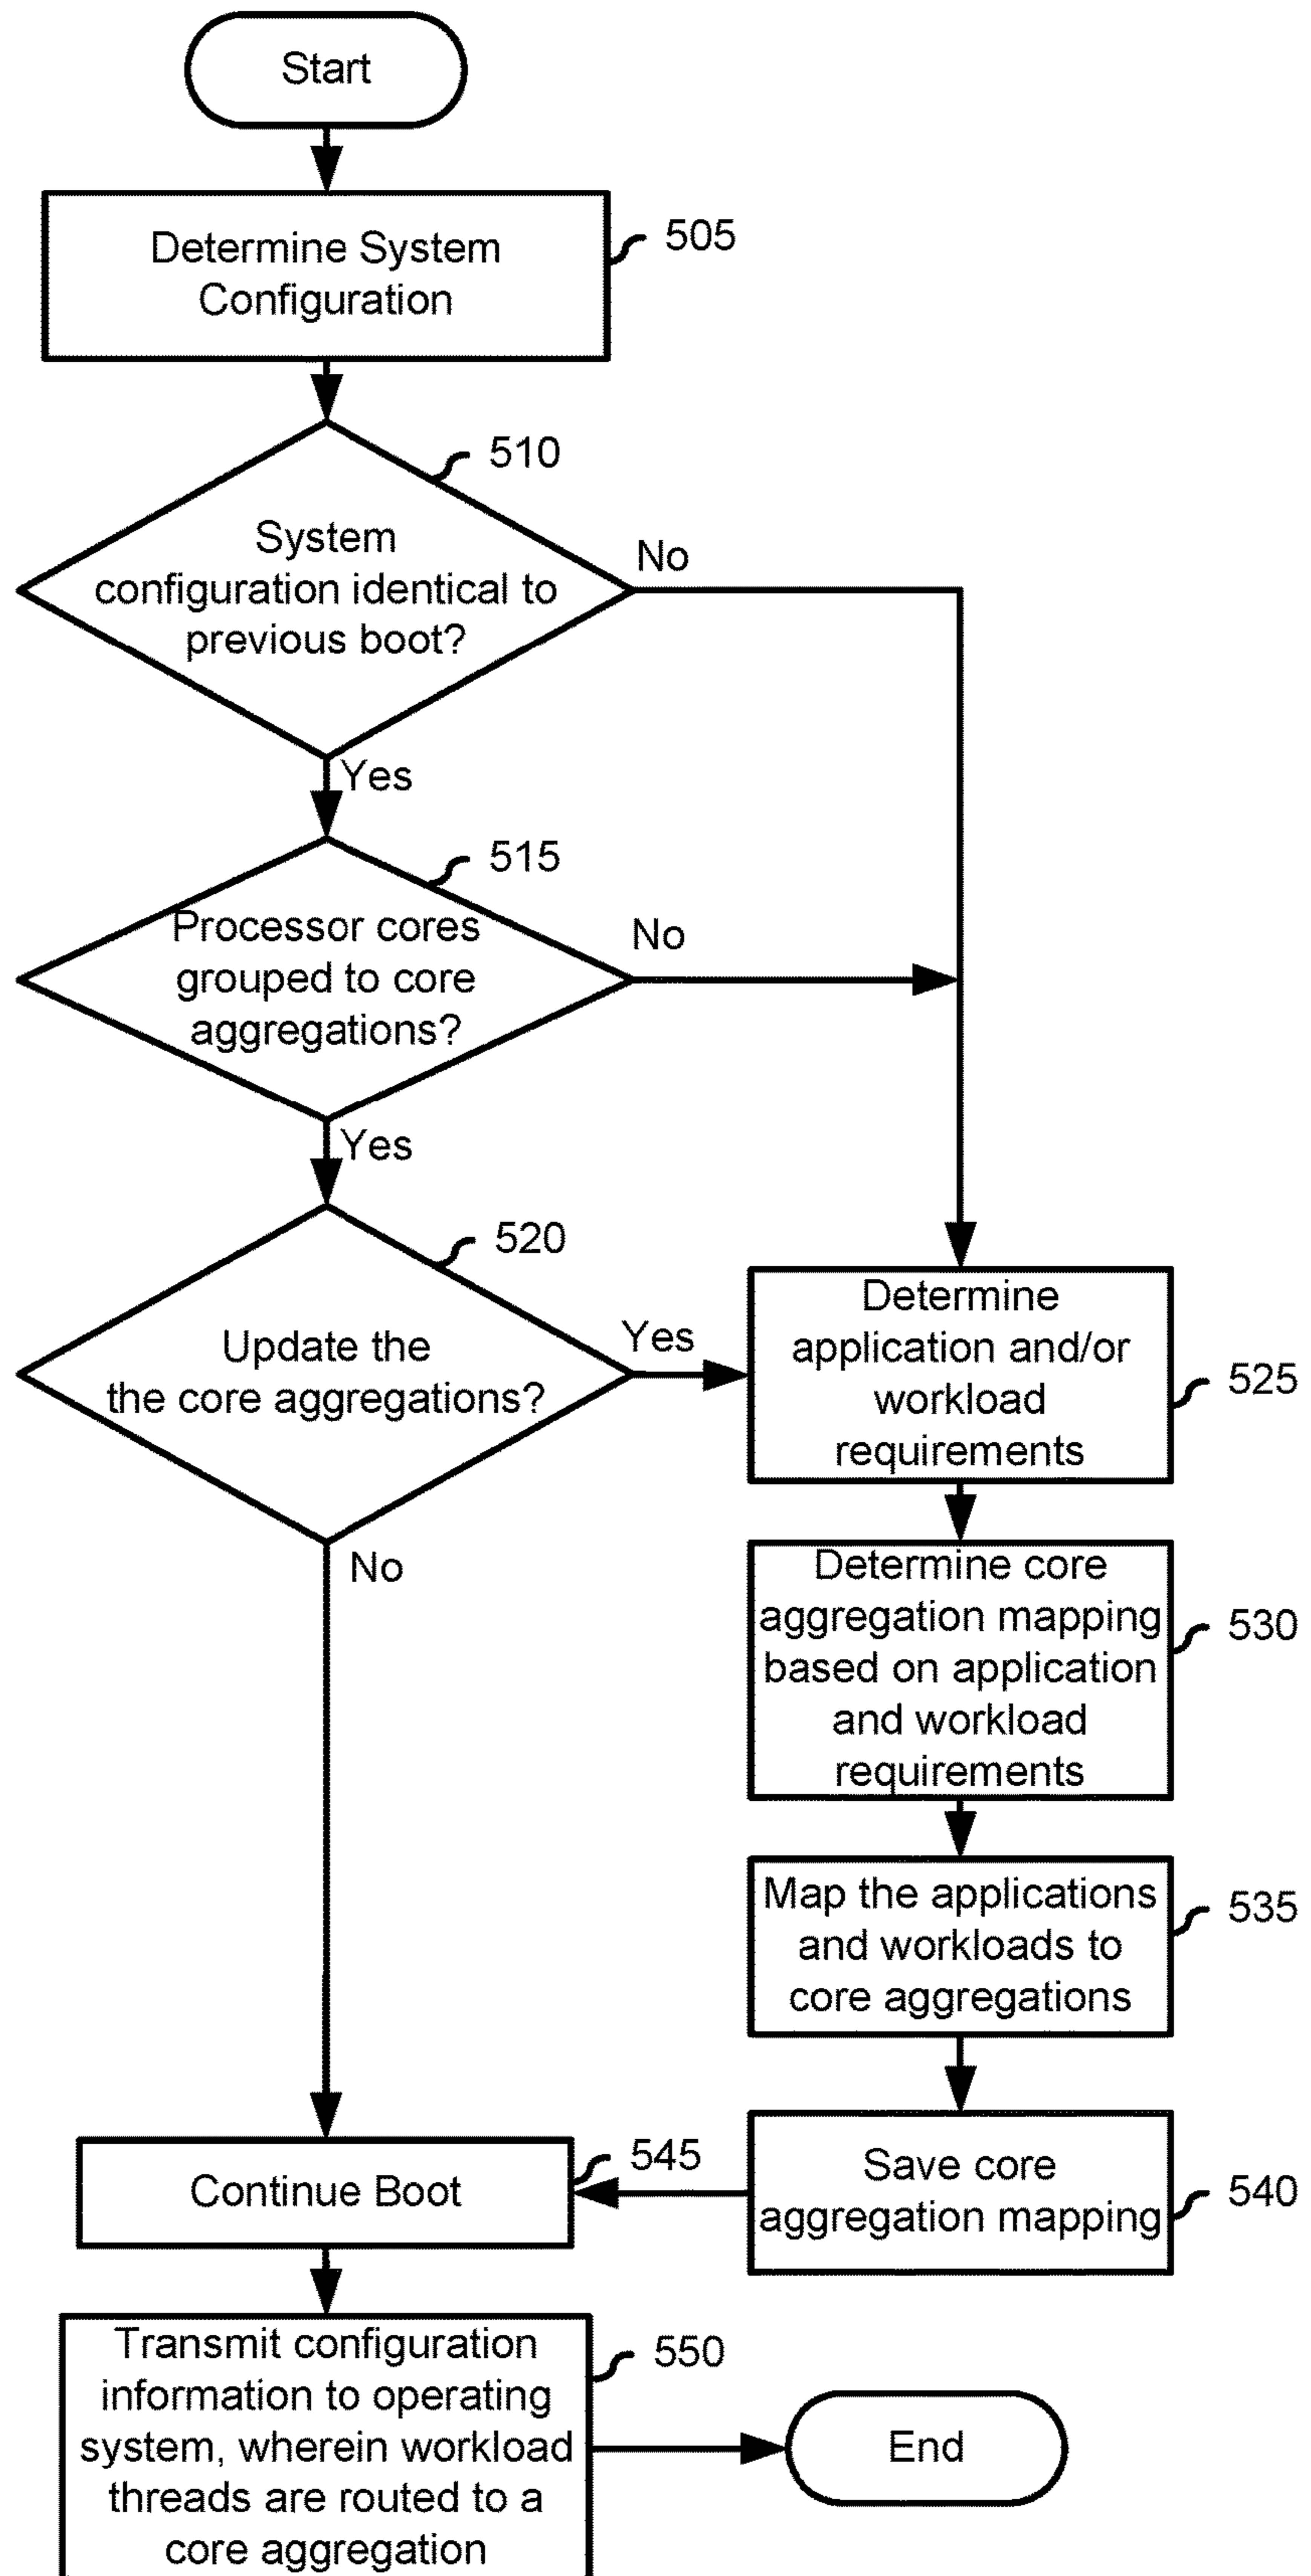 Start
Determine System
Configuration
505
510
System
configuration identical to
previous boot?
No
Yes
515
Processor cores
grouped to core
aggregations?
No
Yes
520
Update the
the core aggregations?
Yes
No
Determine
application and/or
workload
requirements
525
Determine core
aggregation mapping
based on application
and workload
requirements
530
Map the applications
and workloads to
core aggregations
535
Save core
aggregation mapping
540
Continue Boot
545
Transmit configuration
information to operating
system, wherein workload
threads are routed to a
core aggregation
550
End